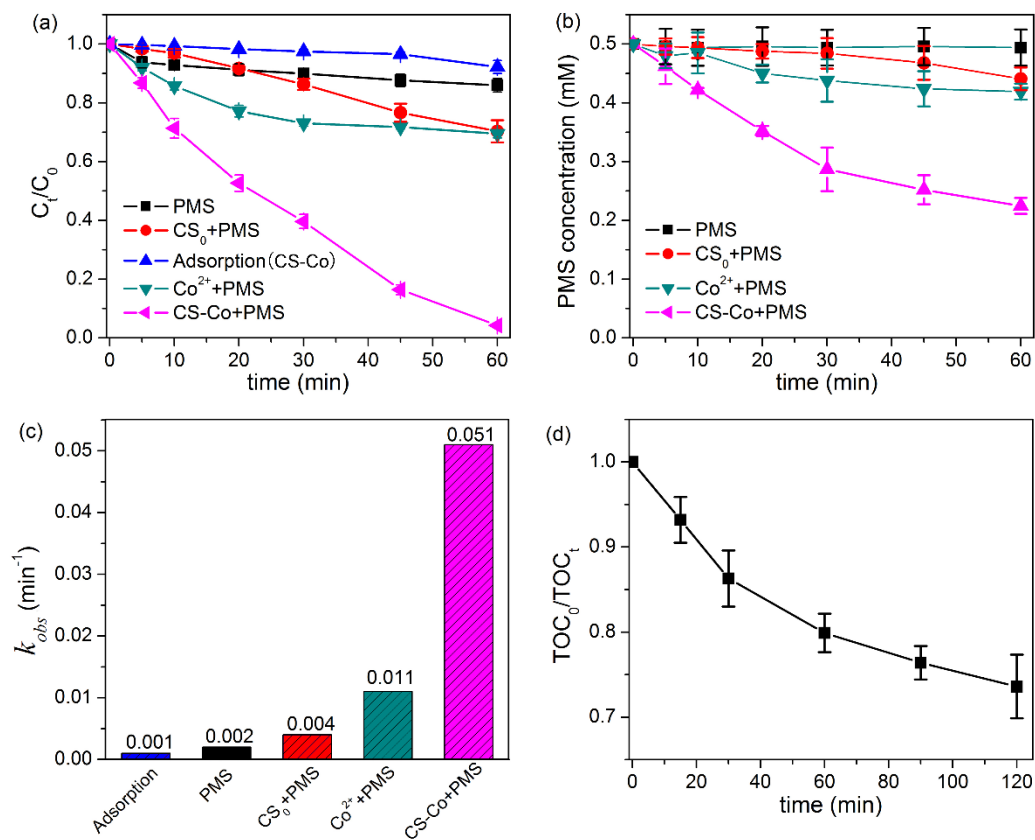 (a)
1.0
0.8
0.6
0.4
0.2
0.0
Cₜ/C₀
PMS
CS₀+PMS
Adsorption(CS-Co)
Co²⁺+PMS
CS-Co+PMS
0 10 20 30 40 50 60
time (min)
(b)
0.5
0.4
0.3
0.2
0.1
0.0
PMS concentration (mM)
PMS
CS₀+PMS
Co²⁺+PMS
CS-Co+PMS
0 10 20 30 40 50 60
time (min)
(c)
0.05
0.04
0.03
0.02
0.01
0.00
k_obs (min⁻¹)
0.001
0.002
0.004
0.011
0.051
Adsorption
PMS
CS₀+PMS
Co²⁺+PMS
CS-Co+PMS
(d)
1.0
0.9
0.8
0.7
TOC₀/TOCₜ
0 20 40 60 80 100 120
time (min)